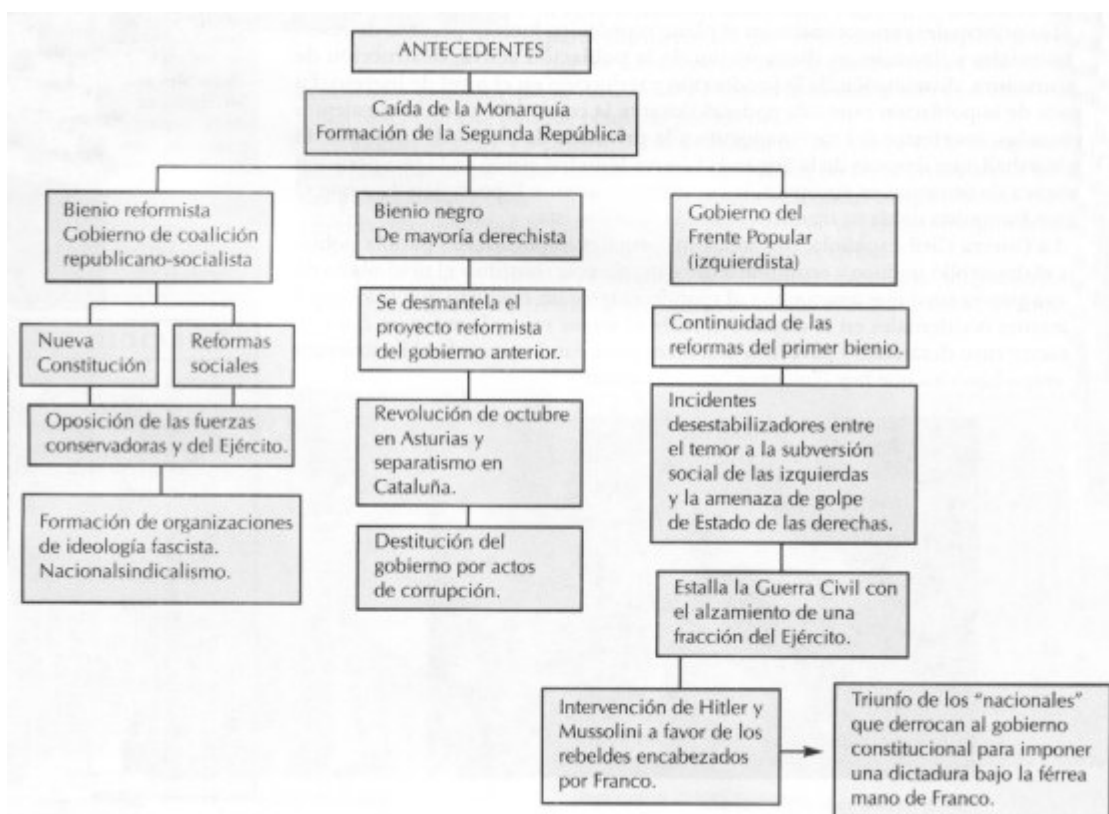 ANTECEDENTES
Caída de la Monarquía
Formación de la Segunda República
Bienio reformista
Gobierno de coalición
republicano-socialista
Nueva
Constitución
Reformas
sociales
Oposición de las fuerzas
conservadoras y del Ejército.
Formación de organizaciones
de ideología fascista.
Nacionalsindicalismo.
Bienio negro
De mayoría derechista
Se desmantela el
proyecto reformista
del gobierno anterior.
Revolución de octubre
en Asturias y
separatismo en
Cataluña.
Destitución del
gobierno por actos
de corrupción.
Gobierno del
Frente Popular
(izquierdista)
Continuidad de las
reformas del primer bienio.
Incidentes
desestabilizadores entre
el temor a la subversión
social de las izquierdas
y la amenaza de golpe
de Estado de las derechas.
Estalla la Guerra Civil con
el alzamiento de una
fracción del Ejército.
Intervención de Hitler y
Mussolini a favor de los
rebeldes encabezados
por Franco.
Triunfo de los “nacionales”
que derrocan al gobierno
constitucional para imponer
una dictadura bajo la férrea
mano de Franco.